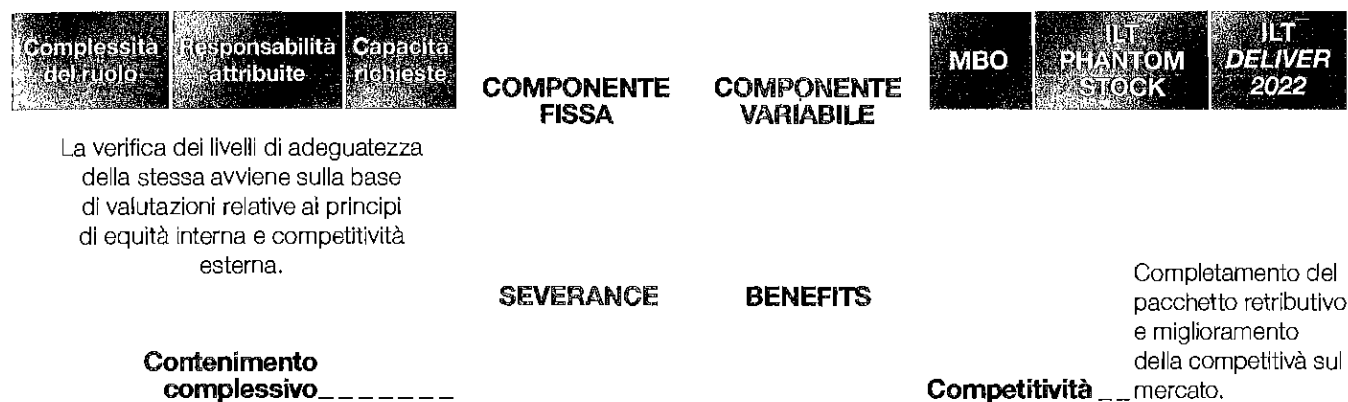 Complessità del ruolo
Responsabilità attribuite
Capacità richieste
La verifica dei livelli di adeguatezza
della stessa avviene sulla base
di valutazioni relative ai principi
di equità interna e competitività
esterna.
COMPONENTE
FISSA
COMPONENTE
VARIABILE
MBO
ILT
PHANTOM
STOCK
ILT
DELIVER
2022
SEVERANCE
BENEFITS
Contenimento
complessivo_ _ _ _ _ _ _
Completamento del
pacchetto retributivo
e miglioramento
della competitivà sul
Competitività _ _ mercato.